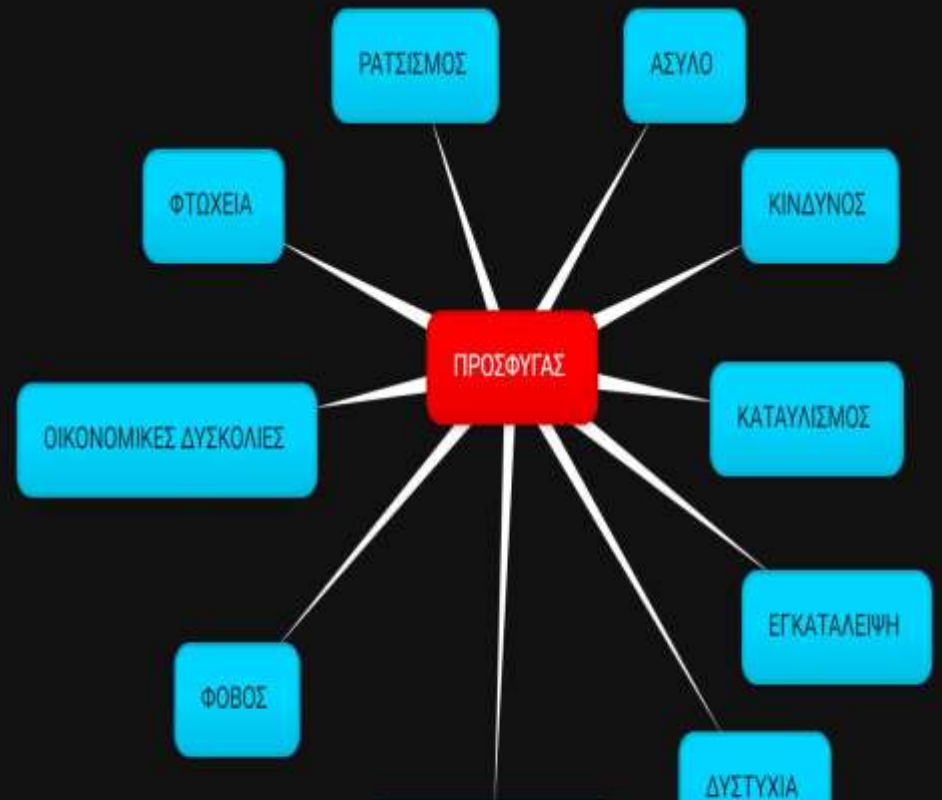 ΡΑΤΣΙΣΜΟΣ
ΑΣΥΛΟ
ΦΤΩΧΕΙΑ
ΚΙΝΔΥΝΟΣ
ΠΡΟΣΦΥΓΑΣ
ΚΑΤΑΥΛΙΣΜΟΣ
ΟΙΚΟΝΟΜΙΚΕΣ ΔΥΣΚΟΛΙΕΣ
ΕΓΚΑΤΑΛΕΙΨΗ
ΦΟΒΟΣ
ΔΥΣΤΥΧΙΑ